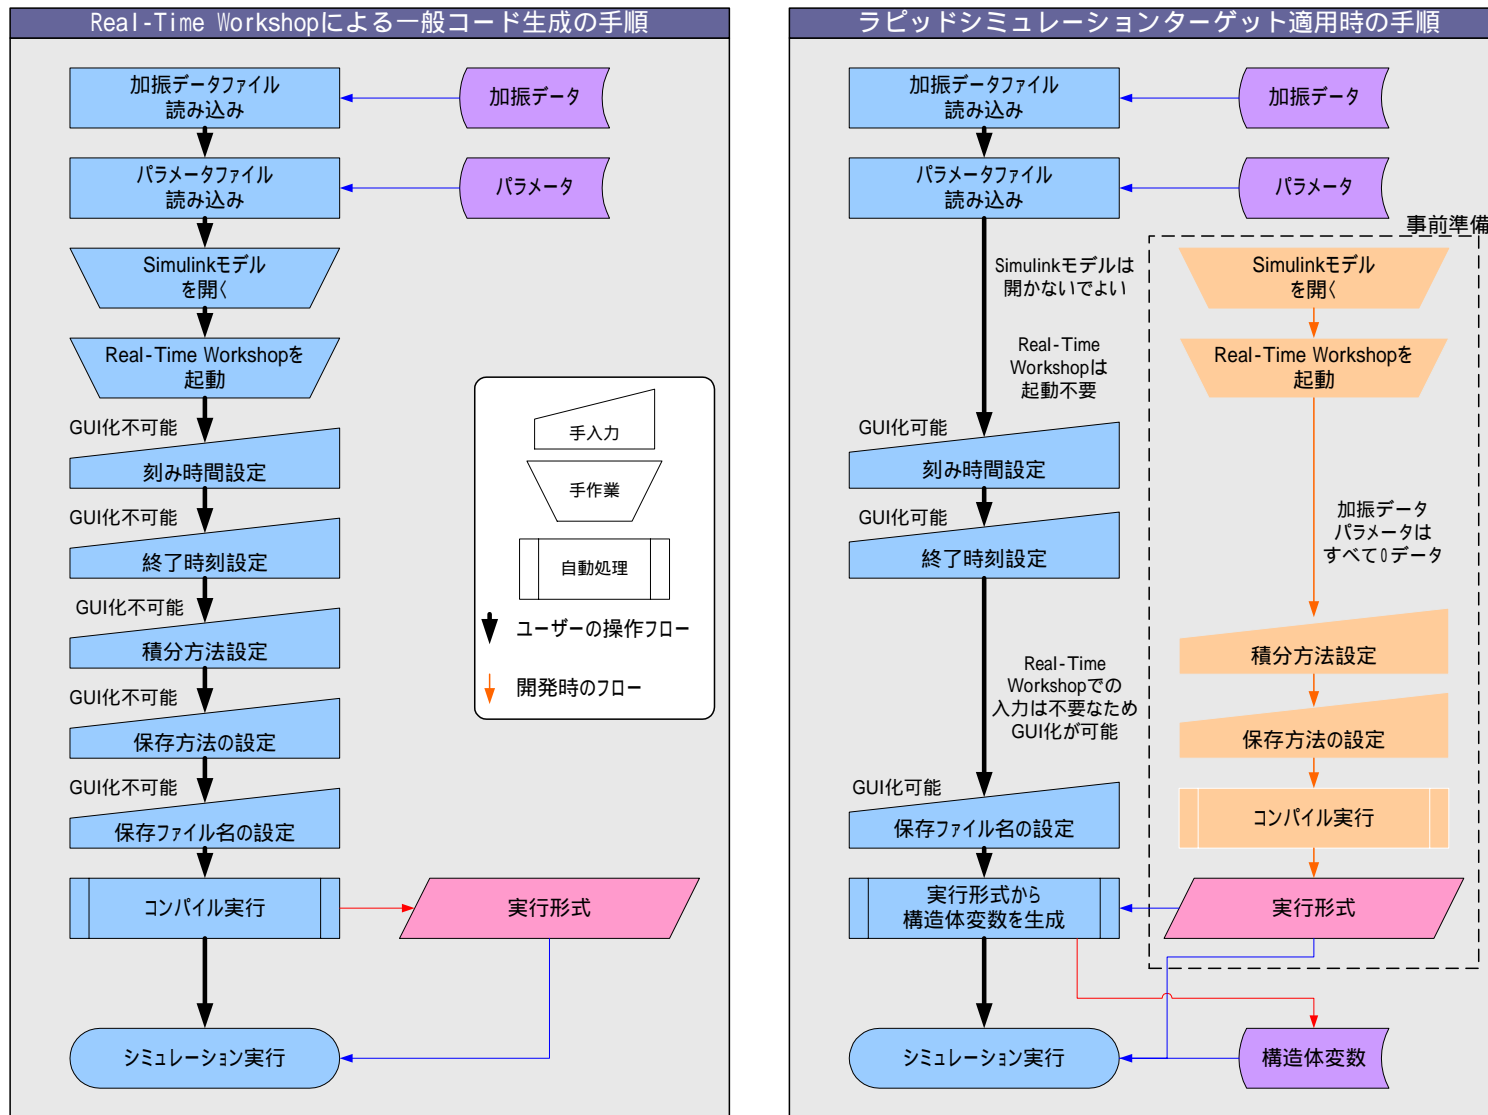 Real-Time Workshopによる一般コード生成の手順
加振データファイル
読み込み
加振データ
パラメータファイル
読み込み
パラメータ
Simulinkモデル
を開く
Real-Time Workshopを
起動
GUI化不可能
刻み時間設定
GUI化不可能
終了時刻設定
GUI化不可能
積分方法設定
GUI化不可能
保存方法の設定
GUI化不可能
保存ファイル名の設定
コンパイル実行
実行形式
シミュレーション実行
手入力
手作業
自動処理
ユーザーの操作フロー
開発時のフロー
ラピッドシミュレーションターゲット適用時の手順
加振データファイル
読み込み
加振データ
パラメータファイル
読み込み
パラメータ
事前準備
Simulinkモデルは
開かないでよい
Simulinkモデル
を開く
Real-Time
Workshopは
起動不要
Real-Time Workshopを
起動
GUI化可能
刻み時間設定
GUI化可能
終了時刻設定
加振データ
パラメータは
すべて0データ
積分方法設定
Real-Time
Workshopでの
入力は不要なため
GUI化が可能
保存方法の設定
GUI化可能
保存ファイル名の設定
コンパイル実行
実行形式から
構造体変数を生成
実行形式
シミュレーション実行
構造体変数